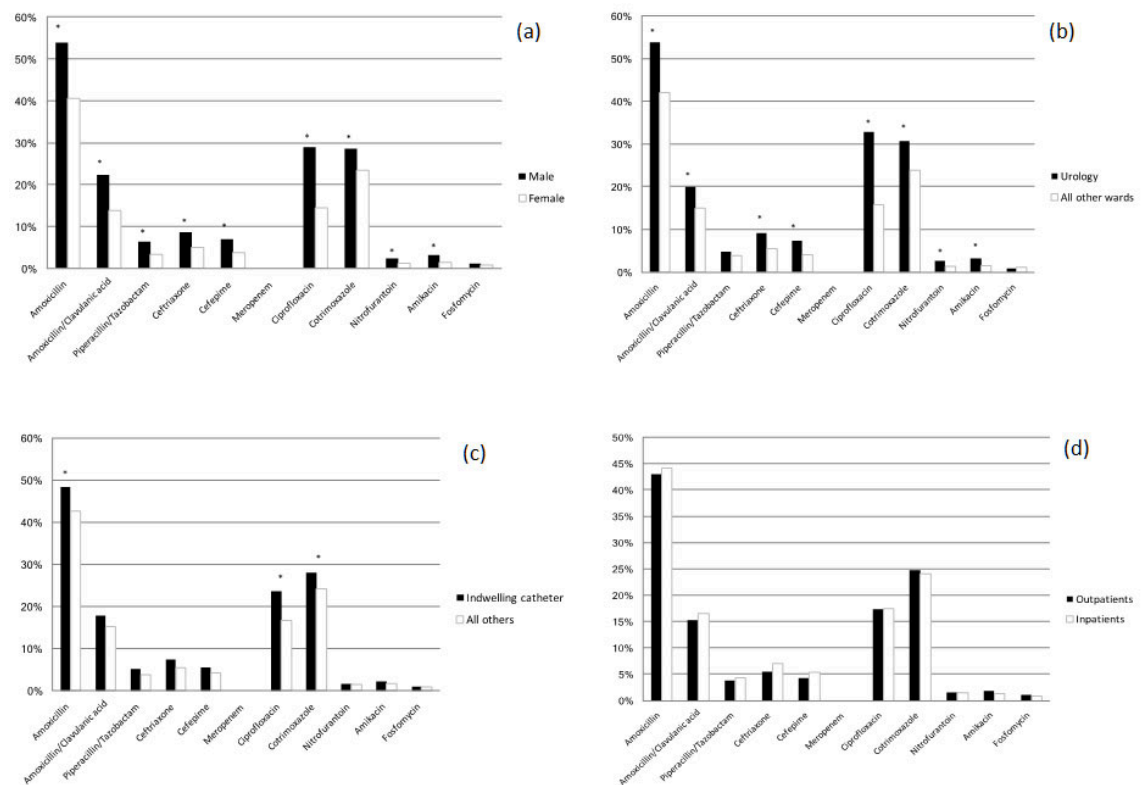 60%
(a)
50%
40%
30%
20%
10%
0%
* * * * * * * * *
Male
Female
Amoxicillin
Amoxicillin/Clavulanic acid
Piperacillin/Tazobactam
Ceftriaxone
Cefepime
Meropenem
Ciprofloxacin
Cotrimoxazole
Nitrofurantoin
Amikacin
Fosfomycin
60%
(b)
50%
40%
30%
20%
10%
0%
* * * * * * * *
Urology
All other wards
Amoxicillin
Amoxicillin/Clavulanic acid
Piperacillin/Tazobactam
Ceftriaxone
Cefepime
Meropenem
Ciprofloxacin
Cotrimoxazole
Nitrofurantoin
Amikacin
Fosfomycin
60%
(c)
50%
40%
30%
20%
10%
0%
* * *
Indwelling catheter
All others
Amoxicillin
Amoxicillin/Clavulanic acid
Piperacillin/Tazobactam
Ceftriaxone
Cefepime
Meropenem
Ciprofloxacin
Cotrimoxazole
Nitrofurantoin
Amikacin
Fosfomycin
50%
(d)
45%
40%
35%
30%
25%
20%
15%
10%
5%
0%
Outpatients
Inpatients
Amoxicillin
Amoxicillin/Clavulanic acid
Piperacillin/Tazobactam
Ceftriaxone
Cefepime
Meropenem
Ciprofloxacin
Cotrimoxazole
Nitrofurantoin
Amikacin
Fosfomycin